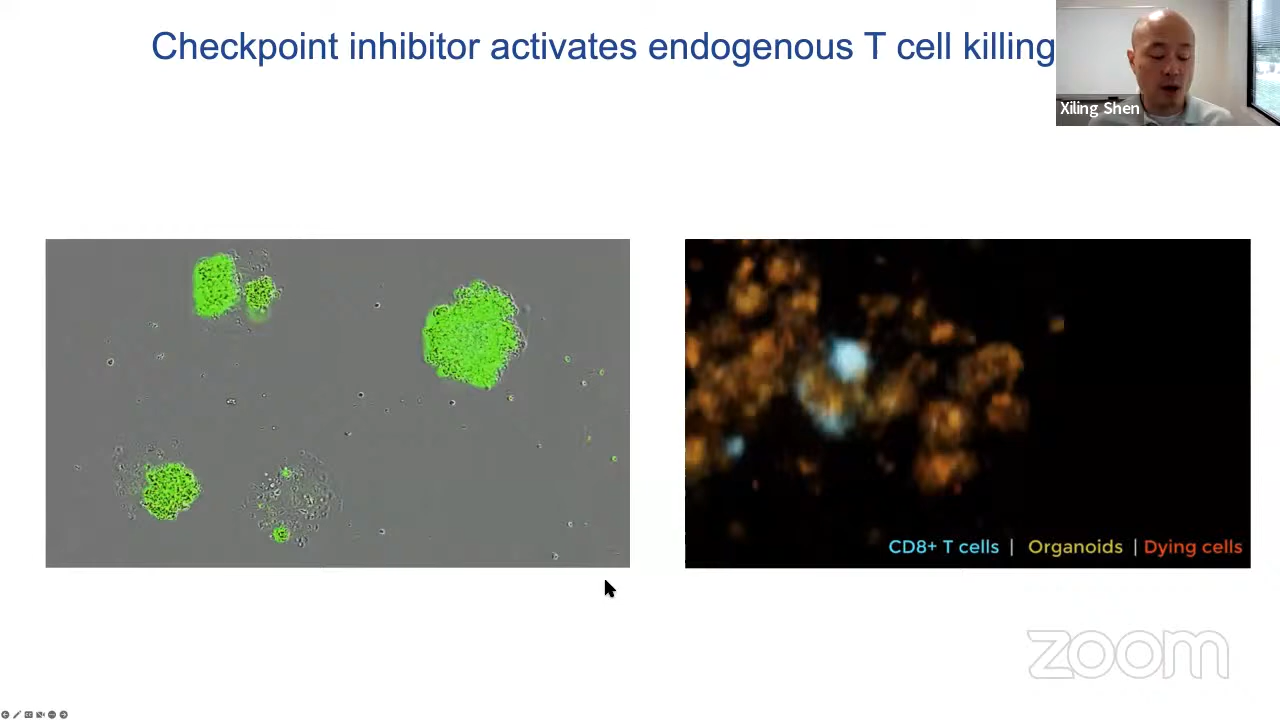 Checkpoint inhibitor activates endogenous T cell killing
Xiling Shen
CD8+ T cells | Organoids | Dying cells
zoom